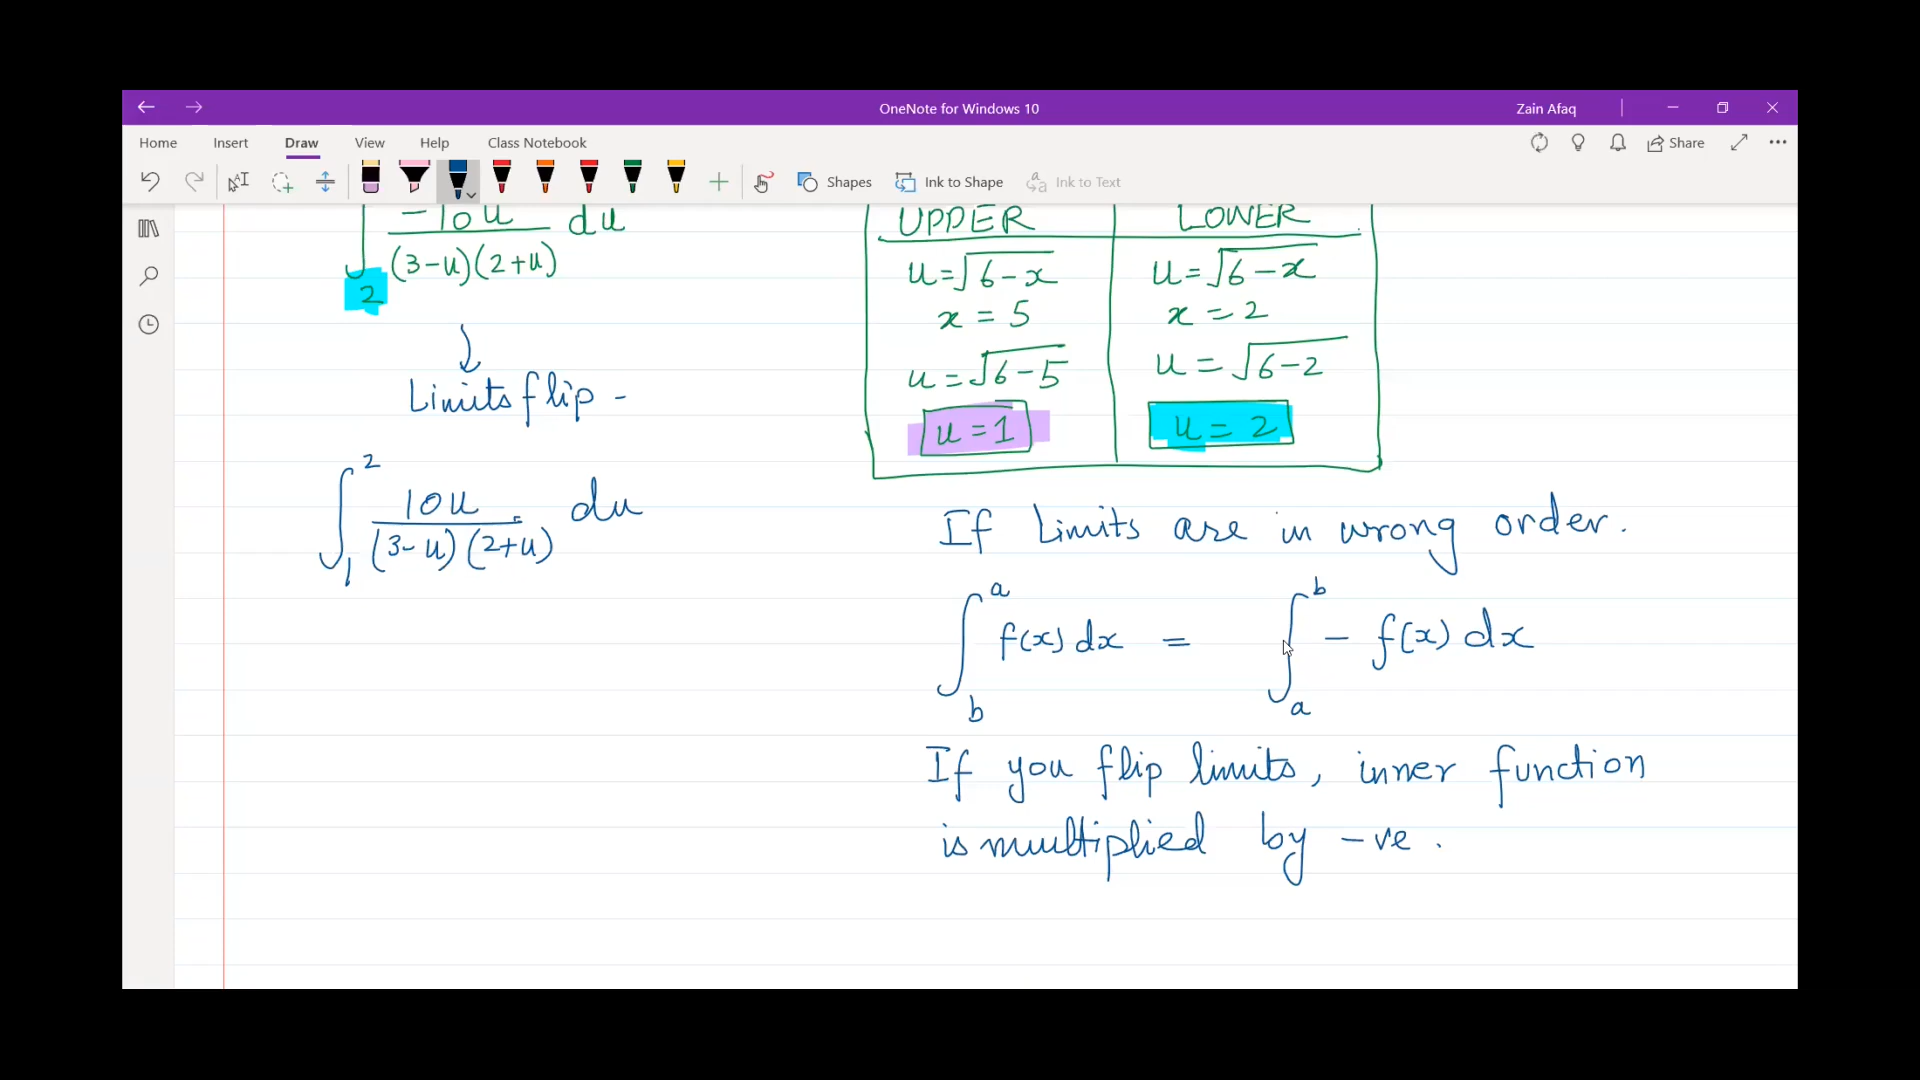 OneNote for Windows 10
Zain Afaq
Home Insert Draw View Help Class Notebook
Share
Shapes Ink to Shape Ink to Text
∫ -10u / (3-u)(2+u) du
2
Limits flip -
∫₁² 10u / (3-u)(2+u) du
UPPER
u=√6-x
x = 5
u=√6-5
u=1
LOWER
u=√6-x
x = 2
u=√6-2
u= 2
If Limits are in wrong order.
∫_b^a f(x) dx = ∫_a^b - f(x) dx
If you flip limits, inner function
is multiplied by -ve.